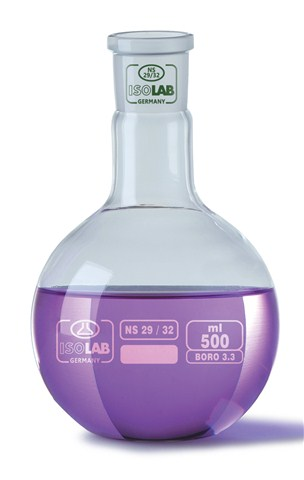 NS
29/32
ISOLAB
GERMANY
ISOLAB
GERMANY
NS 29 / 32
ml
500
BORO 3.3